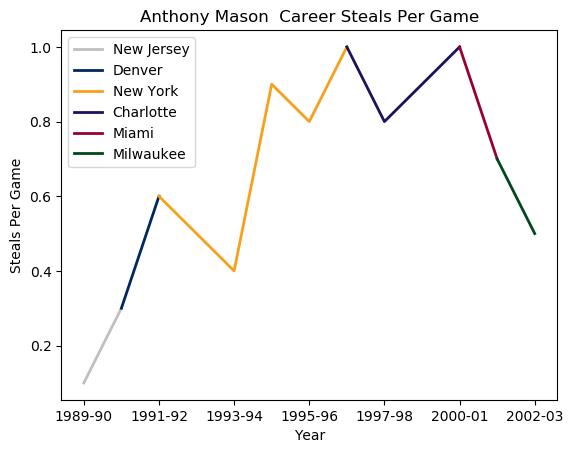 Anthony Mason  Career Steals Per Game
New Jersey
Denver
New York
Charlotte
Miami
Milwaukee
Steals Per Game
1.0
0.8
0.6
0.4
0.2
1989-90 1991-92 1993-94 1995-96 1997-98 2000-01 2002-03
Year